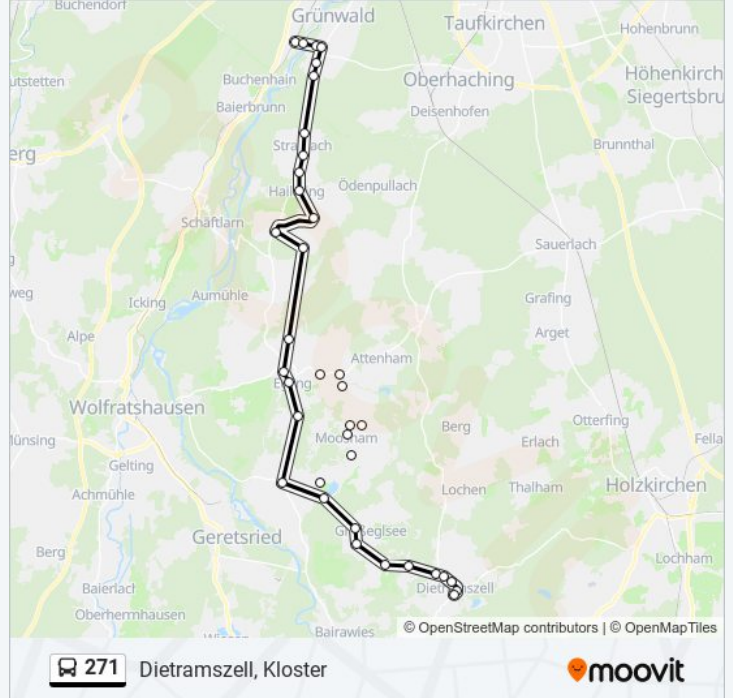 Buchendorf
Grünwald
Taufkirchen
Hohenbrunn
utstetten
Buchenhain
Oberhaching
Höhenkirch
Siegertsbru
Baierbrunn
Deisenhofen
erg
Brunnthal
Ödenpullach
Schäftlarn
Sauerlach
weg
Icking
Aumühle
Grafing
Alpe
Arget
Attenham
Wolfratshausen
Otterfing
Berg
Münsing
Erlach
Fella
Gelting
Achmühle
Lochen
Thalham
Holzkirchen
Geretsried
Berg
Lochham
Baierlach
Oberhermhausen
Bairawies
© OpenStreetMap contributors | © OpenMapTiles
271 Dietramszell, Kloster
moovit